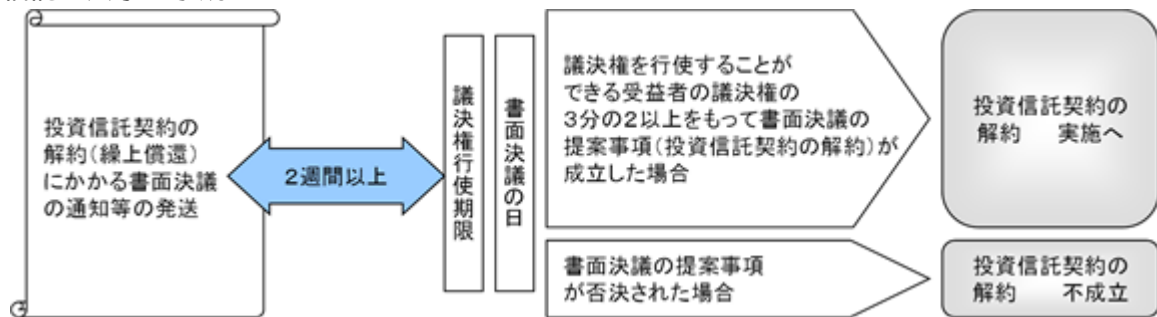 投資信託契約の
解約（繰上償還）
にかかる書面決議
の通知等の発送
2週間以上
議決権行使期限
書面決議の日
議決権を行使することが
できる受益者の議決権の
3分の2以上をもって書面決議の
提案事項（投資信託契約の解約）が
成立した場合
投資信託契約の
解約　実施へ
書面決議の提案事項
が否決された場合
投資信託契約の
解約　不成立